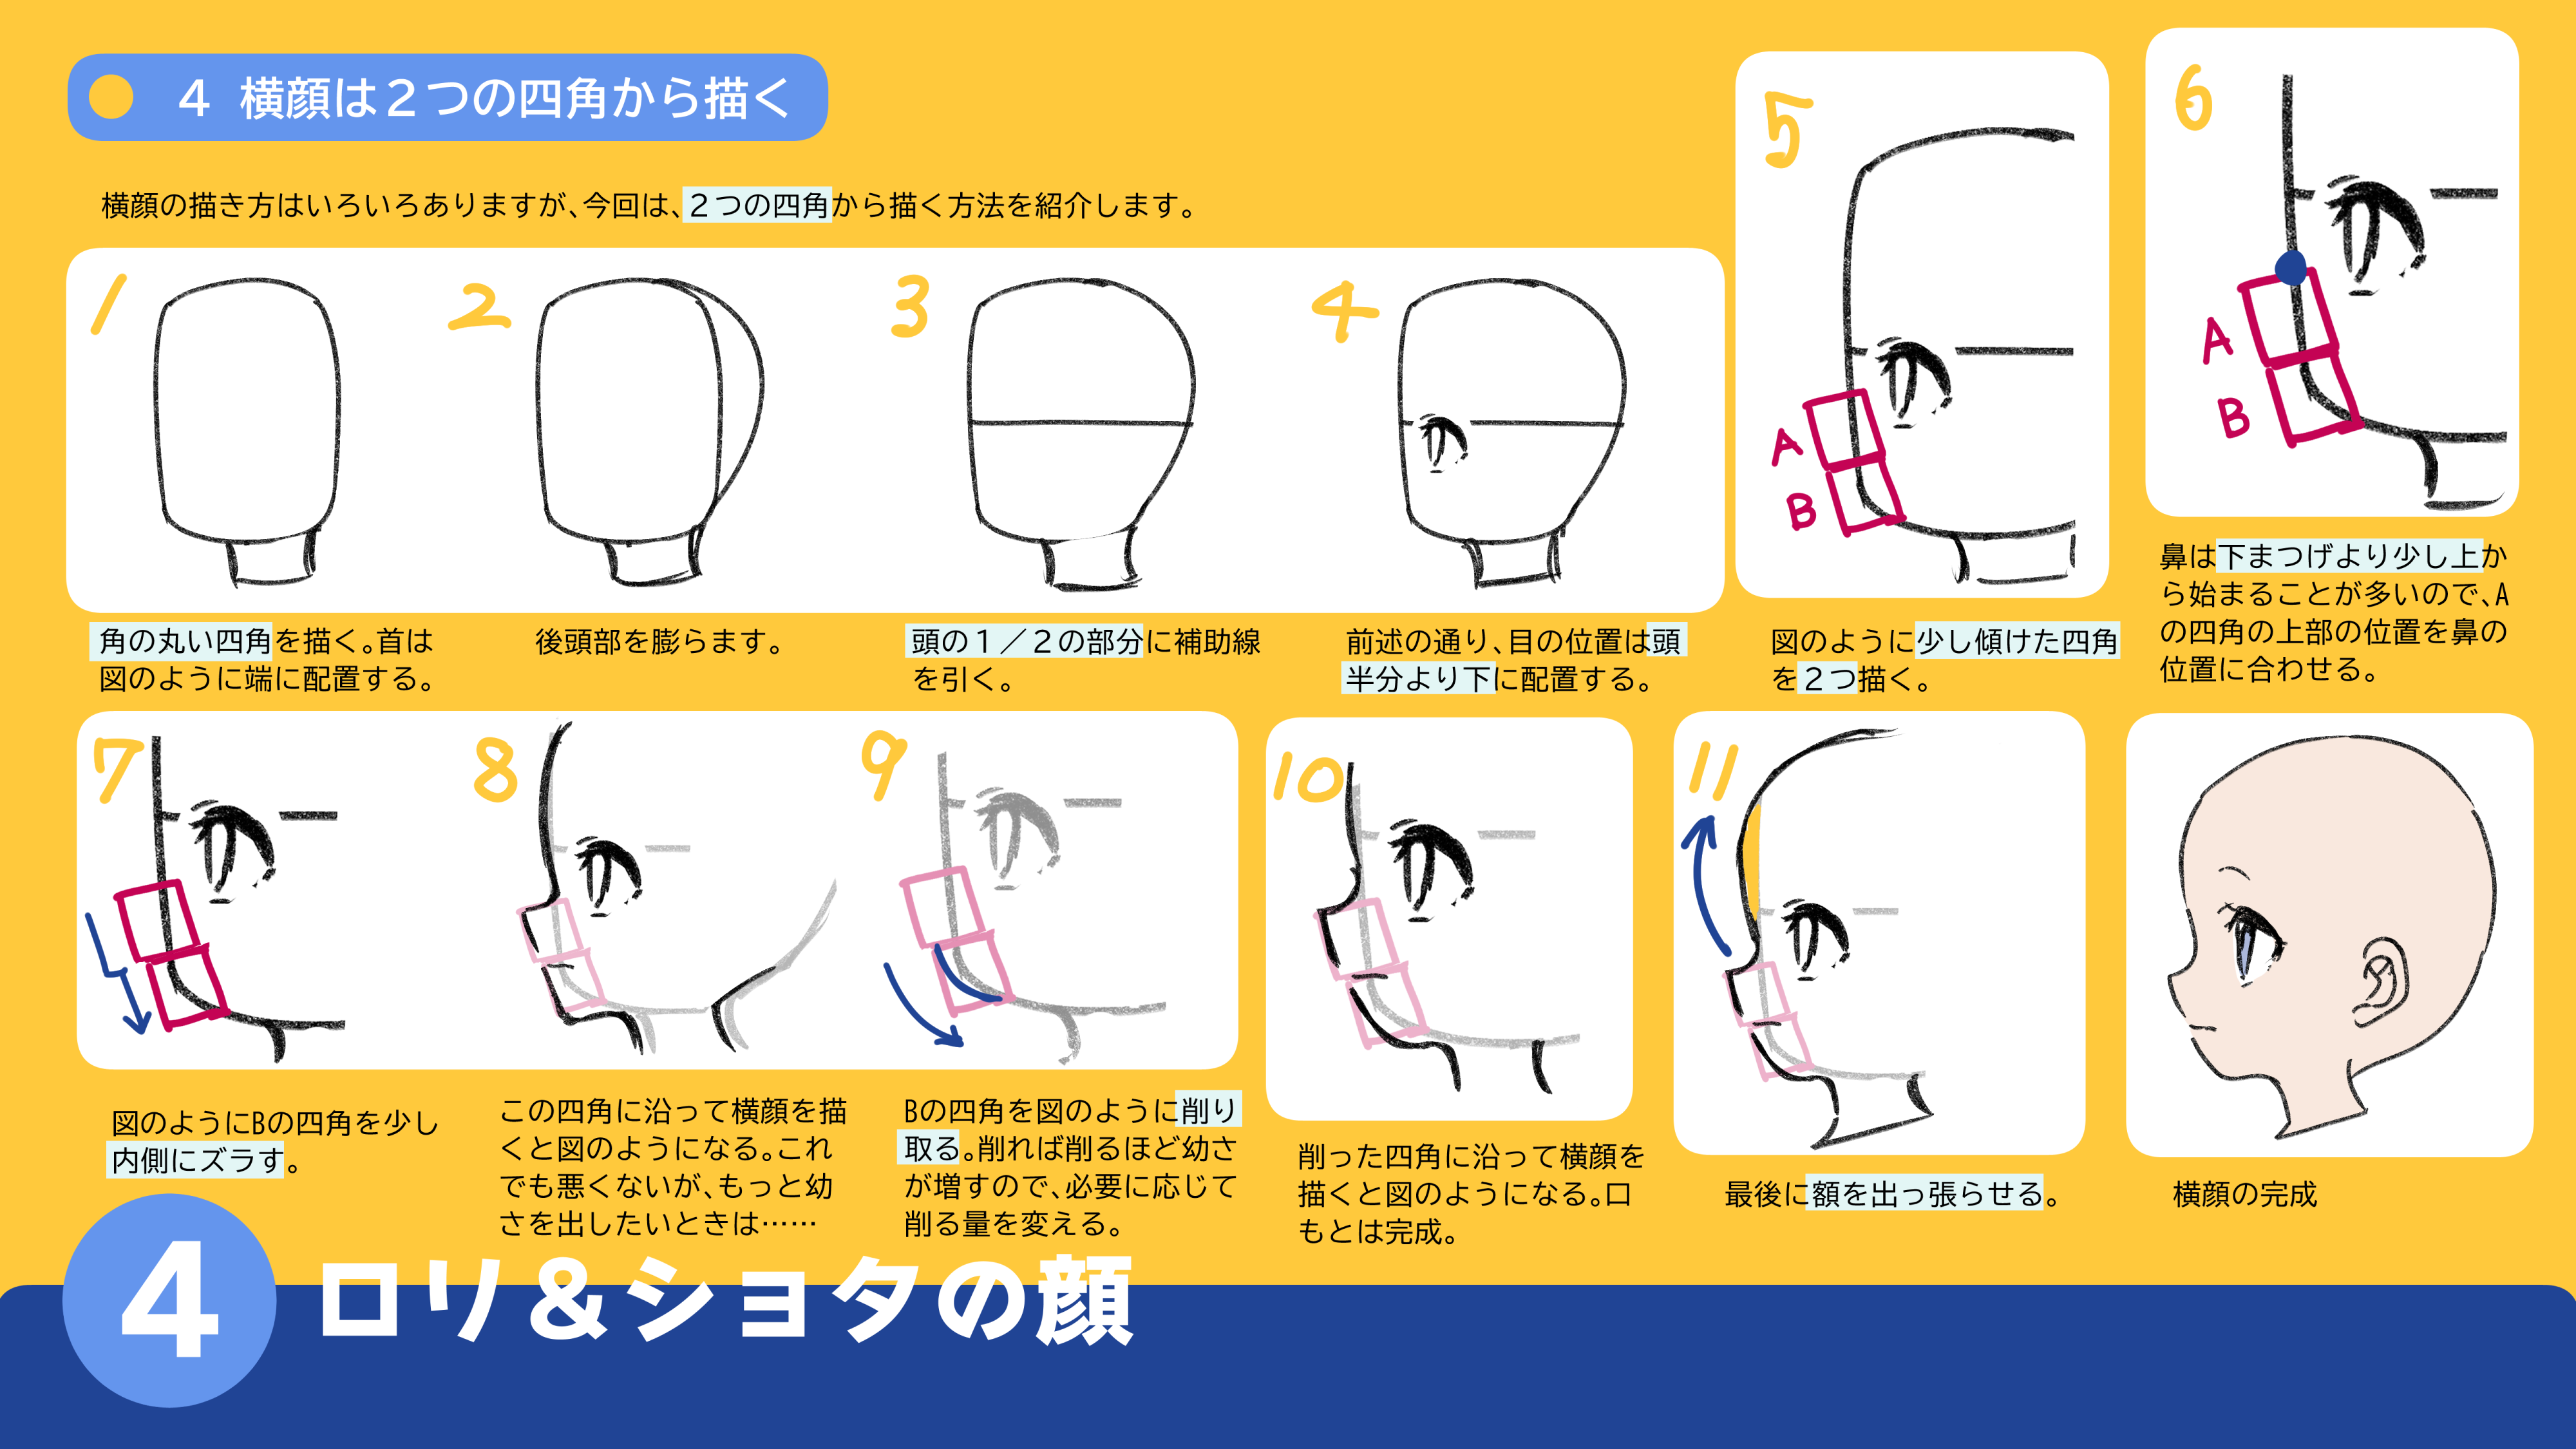 4 横顔は２つの四角から描く
横顔の描き方はいろいろありますが、今回は、２つの四角から描く方法を紹介します。
1
角の丸い四角を描く。首は
図のように端に配置する。
2
後頭部を膨らます。
3
頭の１／２の部分に補助線
を引く。
4
前述の通り、目の位置は頭
半分より下に配置する。
5
A
B
図のように少し傾けた四角
を２つ描く。
6
A
B
鼻は下まつげより少し上か
ら始まることが多いので、A
の四角の上部の位置を鼻の
位置に合わせる。
7
図のようにBの四角を少し
内側にズラす。
8
この四角に沿って横顔を描
くと図のようになる。これ
でも悪くないが、もっと幼
さを出したいときは……
9
Bの四角を図のように削り
取る。削れば削るほど幼さ
が増すので、必要に応じて
削る量を変える。
10
削った四角に沿って横顔を
描くと図のようになる。口
もとは完成。
11
最後に額を出っ張らせる。
横顔の完成
4
ロリ＆ショタの顔